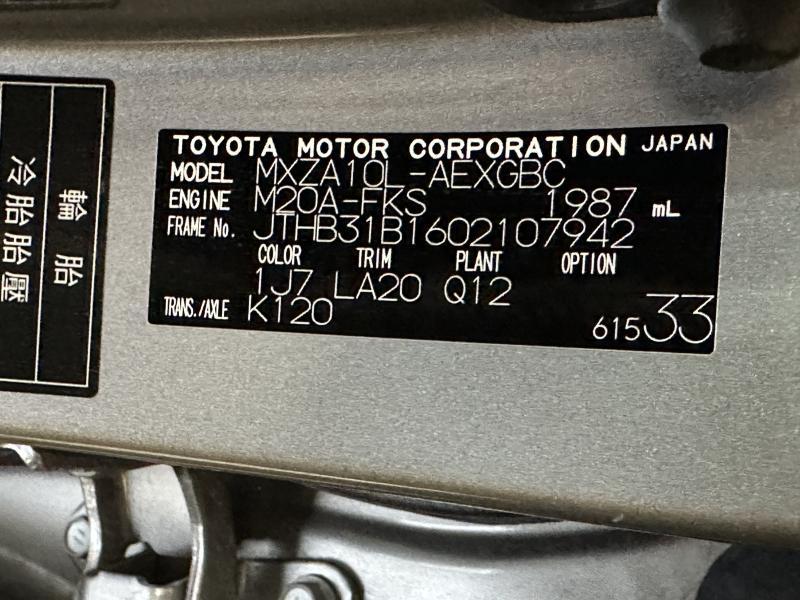 TOYOTA MOTOR CORPORATION JAPAN
MODEL MXZA10L-AEXGBC
ENGINE M20A-FKS 1987 mL
FRAME No. JTHB31B1602107942
COLOR TRIM PLANT OPTION
1J7 LA20 Q12
TRANS./AXLE K120
61533
輪胎
冷胎胎壓